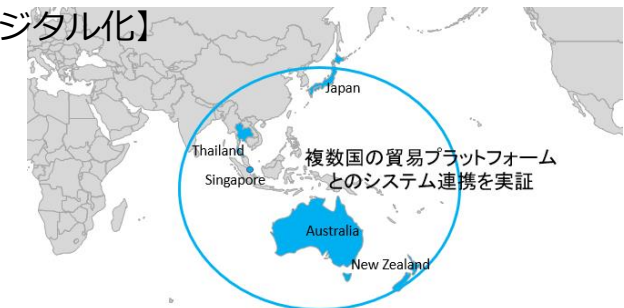 ジタル化】
Japan
Thailand
複数国の貿易プラットフォーム
Singapore
とのシステム連携を実証
Australia
New Zealand